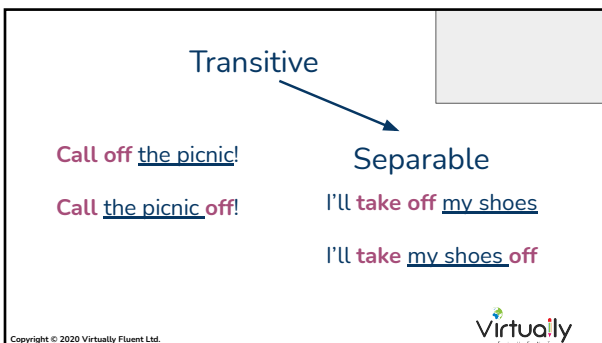 Transitive
Call off the picnic!
Call the picnic off!
Separable
I'll take off my shoes
I'll take my shoes off
Copyright © 2020 Virtually Fluent Ltd.
Virtually